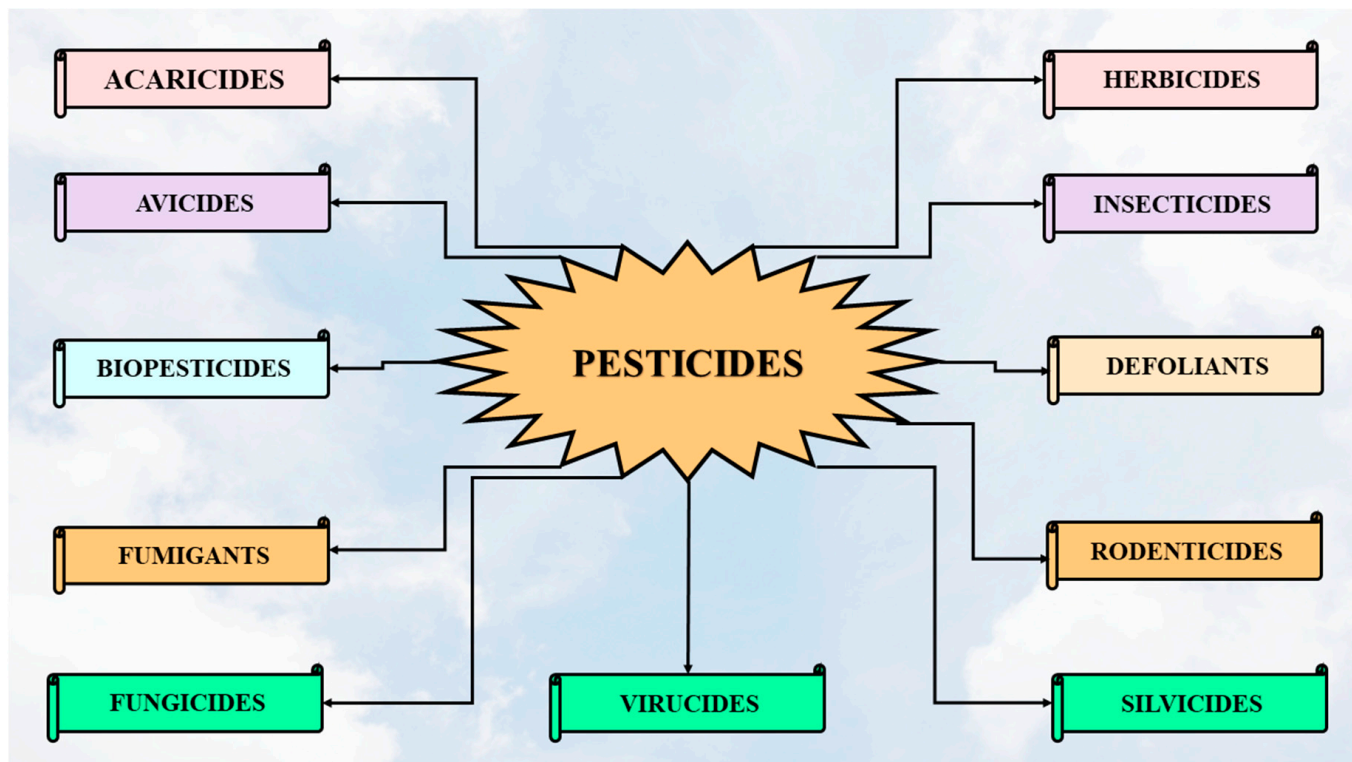 ACARICIDES
HERBICIDES
AVICIDES
INSECTICIDES
PESTICIDES
BIOPESTICIDES
DEFOLIANTS
FUMIGANTS
RODENTICIDES
FUNGICIDES
VIRUCIDES
SILVICIDES